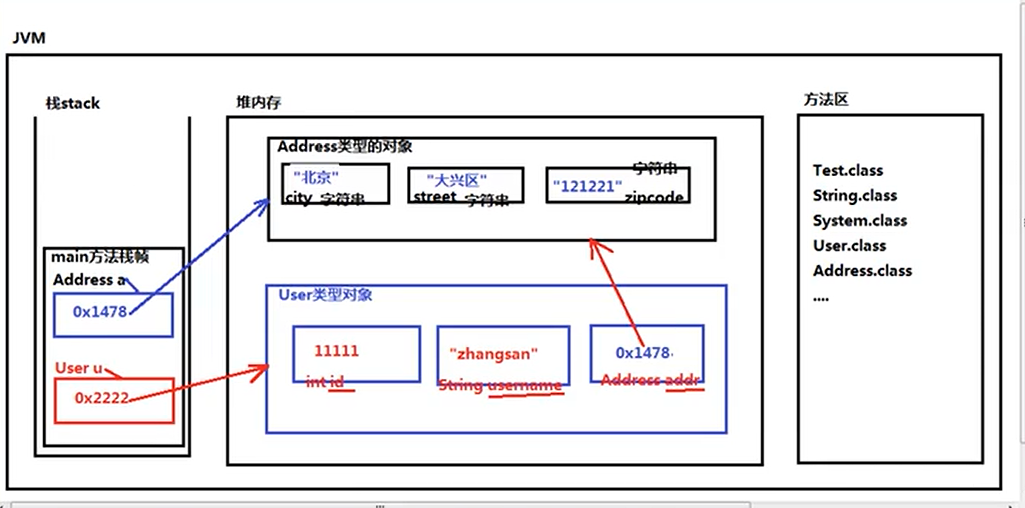 JVM
栈stack
main方法栈帧
Address a
0x1478
User u
0x2222
堆内存
Address类型的对象
"北京"
city 字符串
"大兴区"
street 字符串
字符串
"121221"
zipcode
User类型对象
11111
int id
"zhangsan"
String username
0x1478
Address addr
方法区
Test.class
String.class
System.class
User.class
Address.class
....